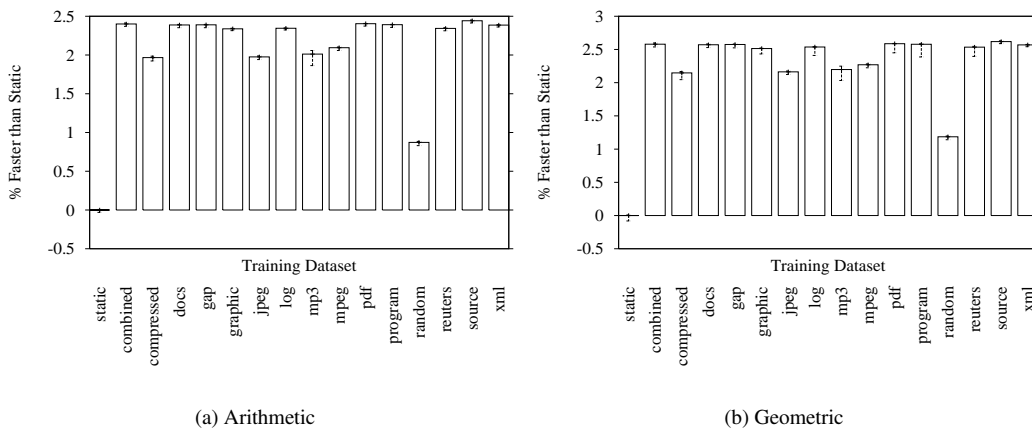 % Faster than Static
2.5
2
1.5
1
0.5
0
-0.5
Training Dataset
static
combined
compressed
docs
gap
graphic
jpeg
log
mp3
mpeg
pdf
program
random
reuters
source
xml
(a) Arithmetic
% Faster than Static
3
2.5
2
1.5
1
0.5
0
-0.5
Training Dataset
static
combined
compressed
docs
gap
graphic
jpeg
log
mp3
mpeg
pdf
program
random
reuters
source
xml
(b) Geometric